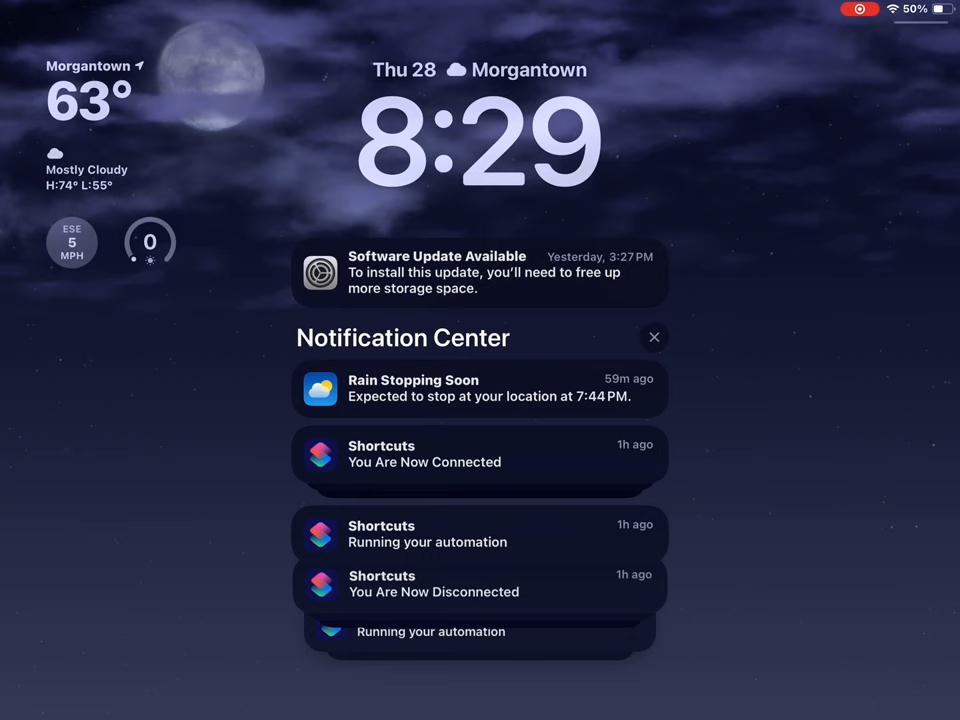 50%
Morgantown
63°
Mostly Cloudy
H:74° L:55°
ESE
5
MPH
0
Thu 28 Morgantown
8:29
Software Update Available Yesterday, 3:27 PM
To install this update, you’ll need to free up
more storage space.
Notification Center
Rain Stopping Soon 59m ago
Expected to stop at your location at 7:44 PM.
Shortcuts 1h ago
You Are Now Connected
Shortcuts 1h ago
Running your automation
Shortcuts 1h ago
You Are Now Disconnected
Running your automation